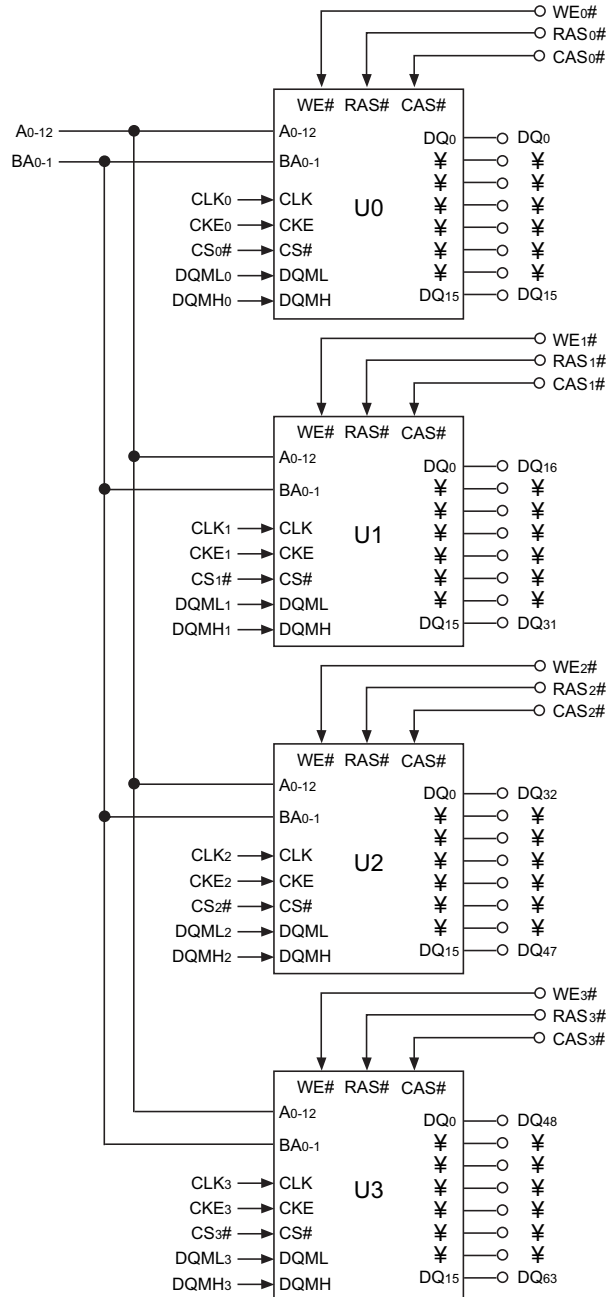 WE0#
RAS0#
CAS0#
WE# RAS# CAS#
A0-12 A0-12 DQ0 DQ0
BA0-1 BA0-1 ¥ ¥
¥ ¥
CLK0 CLK ¥ ¥
CKE0 CKE U0 ¥ ¥
CS0# CS# ¥ ¥
DQML0 DQML ¥ ¥
DQMH0 DQMH DQ15 DQ15
WE1#
RAS1#
CAS1#
WE# RAS# CAS#
A0-12 DQ0 DQ16
BA0-1 ¥ ¥
¥ ¥
CLK1 CLK U1 ¥ ¥
CKE1 CKE ¥ ¥
CS1# CS# ¥ ¥
DQML1 DQML ¥ ¥
DQMH1 DQMH DQ15 DQ31
WE2#
RAS2#
CAS2#
WE# RAS# CAS#
A0-12 DQ0 DQ32
BA0-1 ¥ ¥
¥ ¥
CLK2 CLK U2 ¥ ¥
CKE2 CKE ¥ ¥
CS2# CS# ¥ ¥
DQML2 DQML ¥ ¥
DQMH2 DQMH DQ15 DQ47
WE3#
RAS3#
CAS3#
WE# RAS# CAS#
A0-12 DQ0 DQ48
BA0-1 ¥ ¥
¥ ¥
CLK3 CLK U3 ¥ ¥
CKE3 CKE ¥ ¥
CS3# CS# ¥ ¥
DQML3 DQML ¥ ¥
DQMH3 DQMH DQ15 DQ63